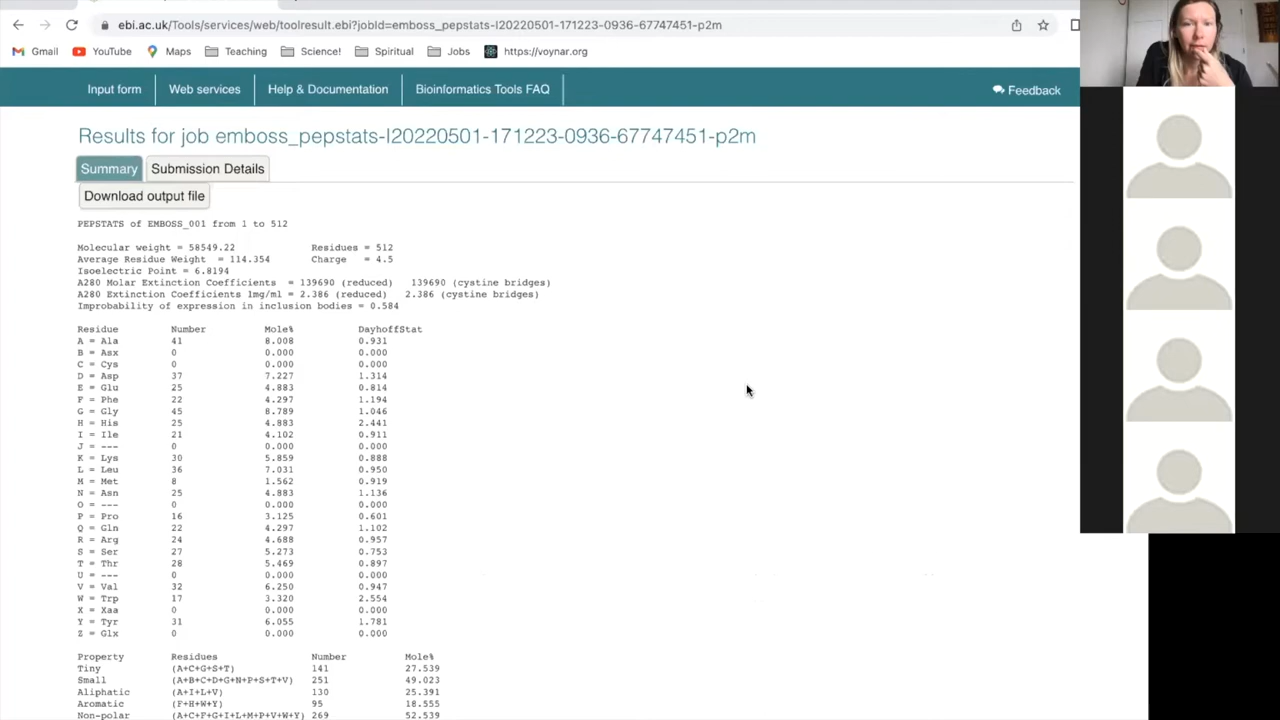 ebi.ac.uk/Tools/services/web/toolresult.ebi?jobId=emboss_pepstats-I20220501-171223-0936-67747451-p2m
Gmail YouTube Maps Teaching Science! Spiritual Jobs https://voynar.org
Input form Web services Help & Documentation Bioinformatics Tools FAQ Feedback
Results for job emboss_pepstats-I20220501-171223-0936-67747451-p2m
Summary Submission Details
Download output file
PEPSTATS of EMBOSS_001 from 1 to 512
Molecular weight = 58549.22 Residues = 512
Average Residue Weight = 114.354 Charge = 4.5
Isoelectric Point = 6.8194
A280 Molar Extinction Coefficients = 139690 (reduced) 139690 (cystine bridges)
A280 Extinction Coefficients 1mg/ml = 2.386 (reduced) 2.386 (cystine bridges)
Improbability of expression in inclusion bodies = 0.584
Residue Number Mole% DayhoffStat
A = Ala 41 8.008 0.931
B = Asx 0 0.000 0.000
C = Cys 0 0.000 0.000
D = Asp 37 7.227 1.314
E = Glu 25 4.883 0.814
F = Phe 22 4.297 1.194
G = Gly 45 8.789 1.046
H = His 25 4.883 2.441
I = Ile 21 4.102 0.911
J = --- 0 0.000 0.000
K = Lys 30 5.859 0.888
L = Leu 36 7.031 0.950
M = Met 8 1.562 0.919
N = Asn 25 4.883 1.136
O = --- 0 0.000 0.000
P = Pro 16 3.125 0.601
Q = Gln 22 4.297 1.102
R = Arg 24 4.688 0.957
S = Ser 27 5.273 0.753
T = Thr 28 5.469 0.897
U = --- 0 0.000 0.000
V = Val 32 6.250 0.947
W = Trp 17 3.320 2.554
X = Xaa 0 0.000 0.000
Y = Tyr 31 6.055 1.781
Z = Glx 0 0.000 0.000
Property Residues Number Mole%
Tiny (A+C+G+S+T) 141 27.539
Small (A+B+C+D+G+N+P+S+T+V) 251 49.023
Aliphatic (A+I+L+V) 130 25.391
Aromatic (F+H+W+Y) 95 18.555
Non-polar (A+C+F+G+I+L+M+P+V+W+Y) 269 52.539